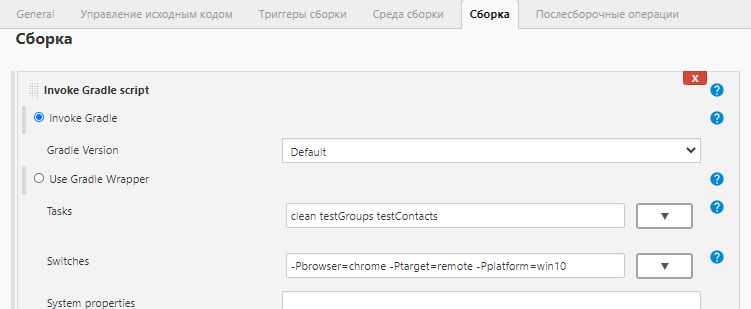 General Управление исходным кодом Триггеры сборки Среда сборки Сборка Послесборочные операции
Сборка
Invoke Gradle script
X
?
Invoke Gradle
?
Gradle Version
Default
Use Gradle Wrapper
?
Tasks
clean testGroups testContacts
?
Switches
-Pbrowser=chrome -Ptarget=remote -Pplatform=win10
?
System properties